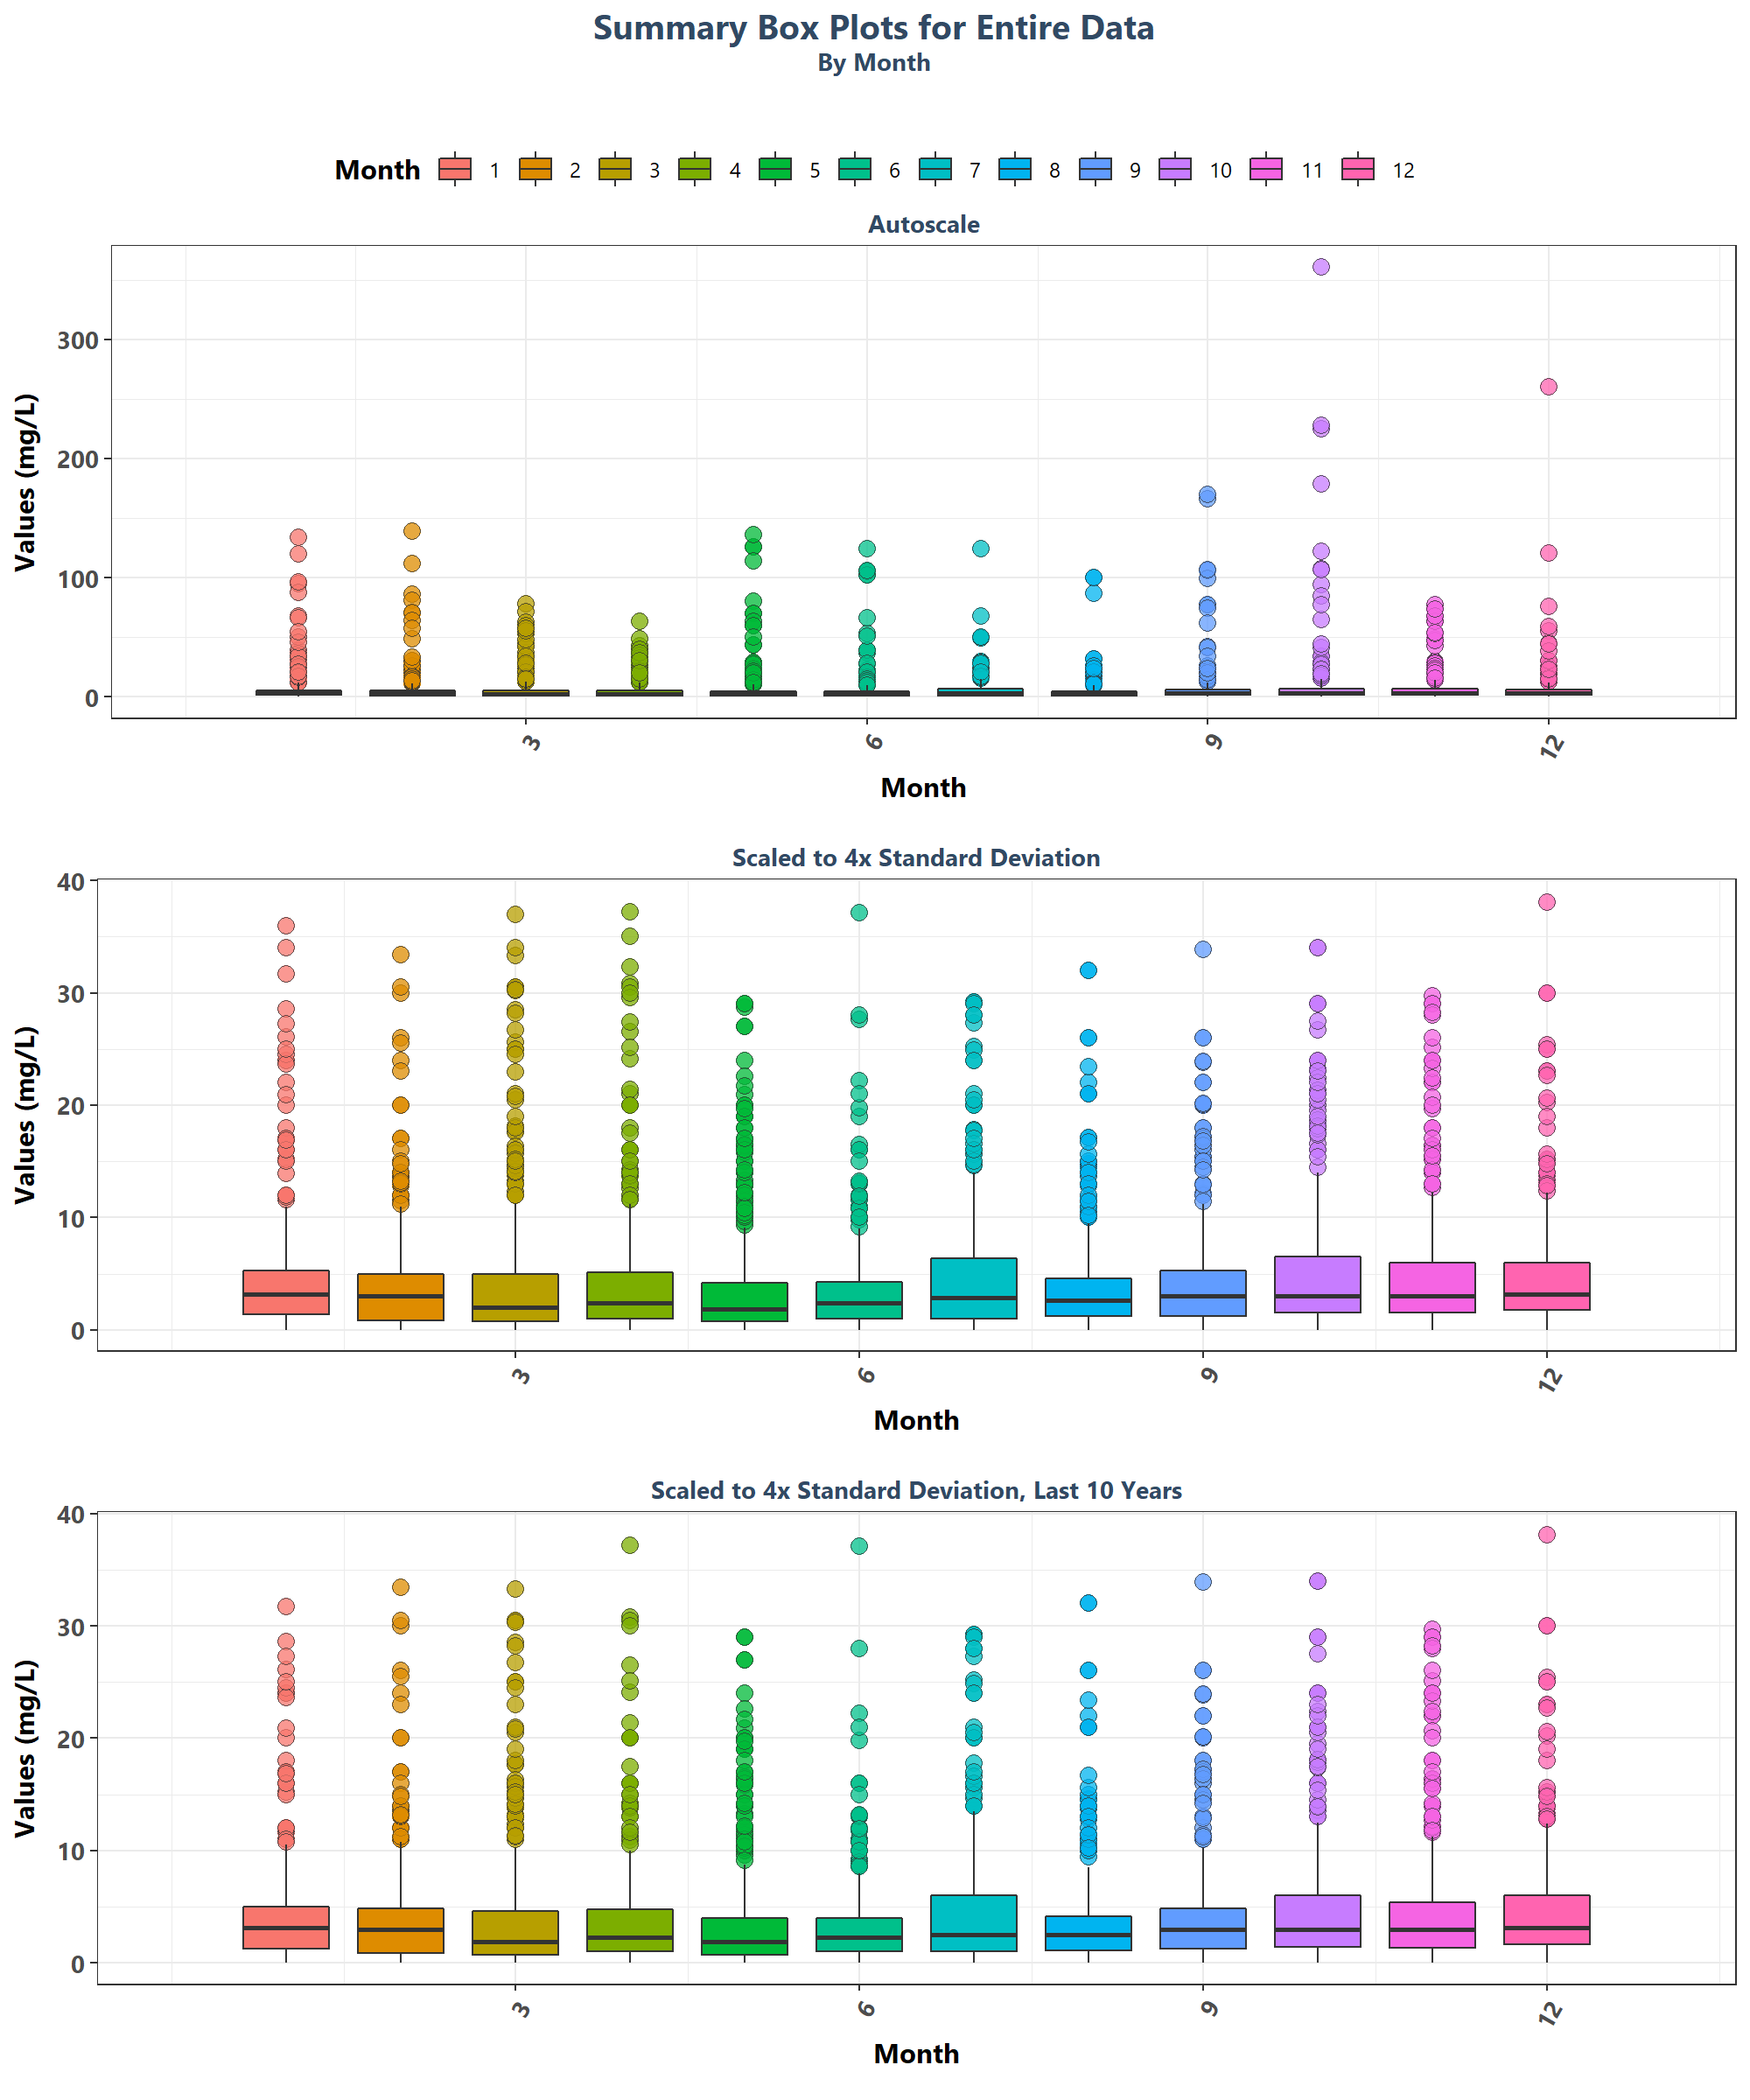 Summary Box Plots for Entire Data
By Month
Month 1 2 3 4 5 6 7 8 9 10 11 12
Autoscale
Values (mg/L)
300
200
100
0
3 6 9 12
Month
Scaled to 4x Standard Deviation
Values (mg/L)
40
30
20
10
0
3 6 9 12
Month
Scaled to 4x Standard Deviation, Last 10 Years
Values (mg/L)
40
30
20
10
0
3 6 9 12
Month